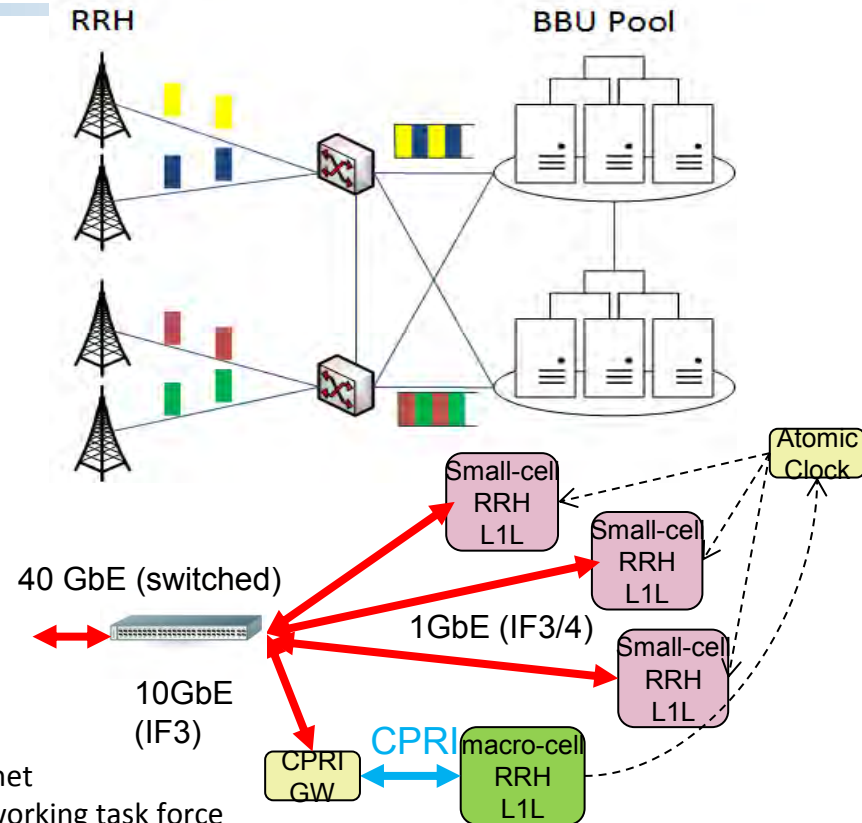 RRH
BBU Pool
Atomic
Clock
Small-cell
RRH
L1L
Small-cell
RRH
L1L
40 GbE (switched)
1GbE (IF3/4)
Small-cell
RRH
L1L
10GbE
(IF3)
CPRI
CPRI
GW
macro-cell
RRH
L1L
net
working task force